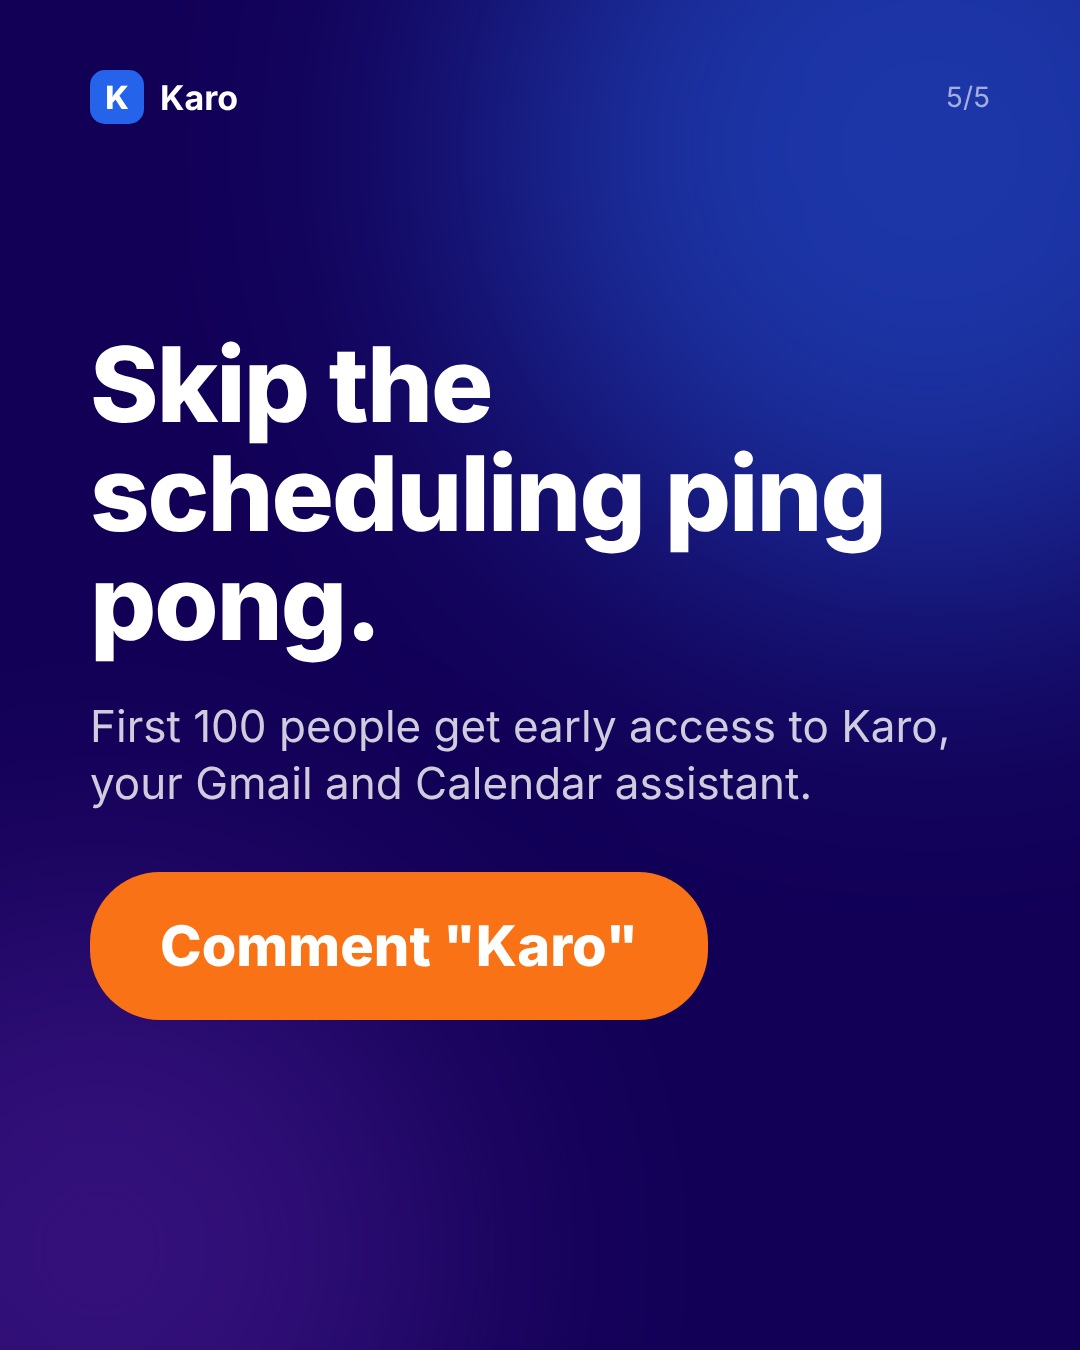 K Karo
5/5
Skip the
scheduling ping
pong.
First 100 people get early access to Karo,
your Gmail and Calendar assistant.
Comment "Karo"